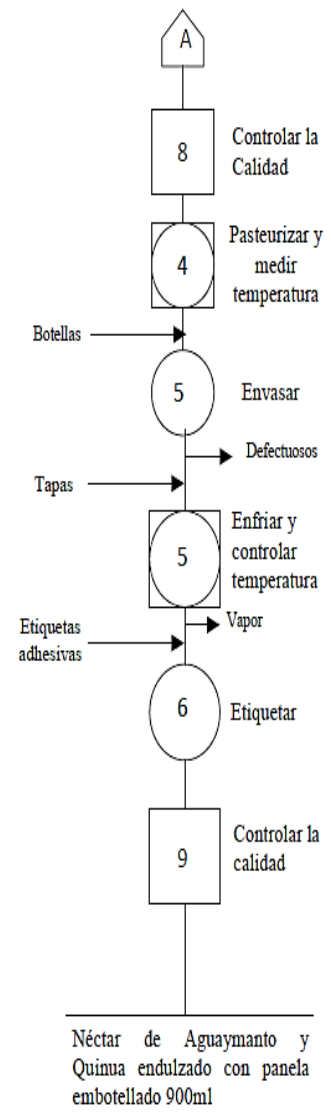 A
8
Controlar la
Calidad
4
Pasteurizar y
medir
temperatura
Botellas
5
Envasar
Defectuosos
Tapas
5
Enfriar y
controlar
temperatura
Vapor
Etiquetas
adhesivas
6
Etiquetar
9
Controlar la
calidad
Néctar de Aguaymanto y
Quinua endulzado con panela
embotellado 900ml